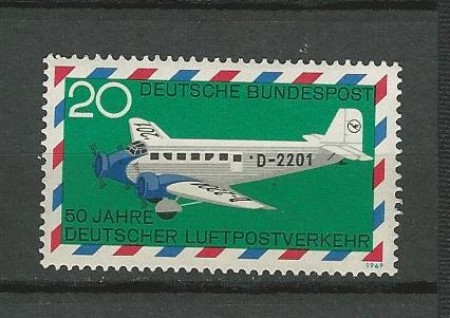 20 DEUTSCHE BUNDESPOST
D-2201
50 JAHRE
DEUTSCHER LUFTPOSTVERKEHR
1969